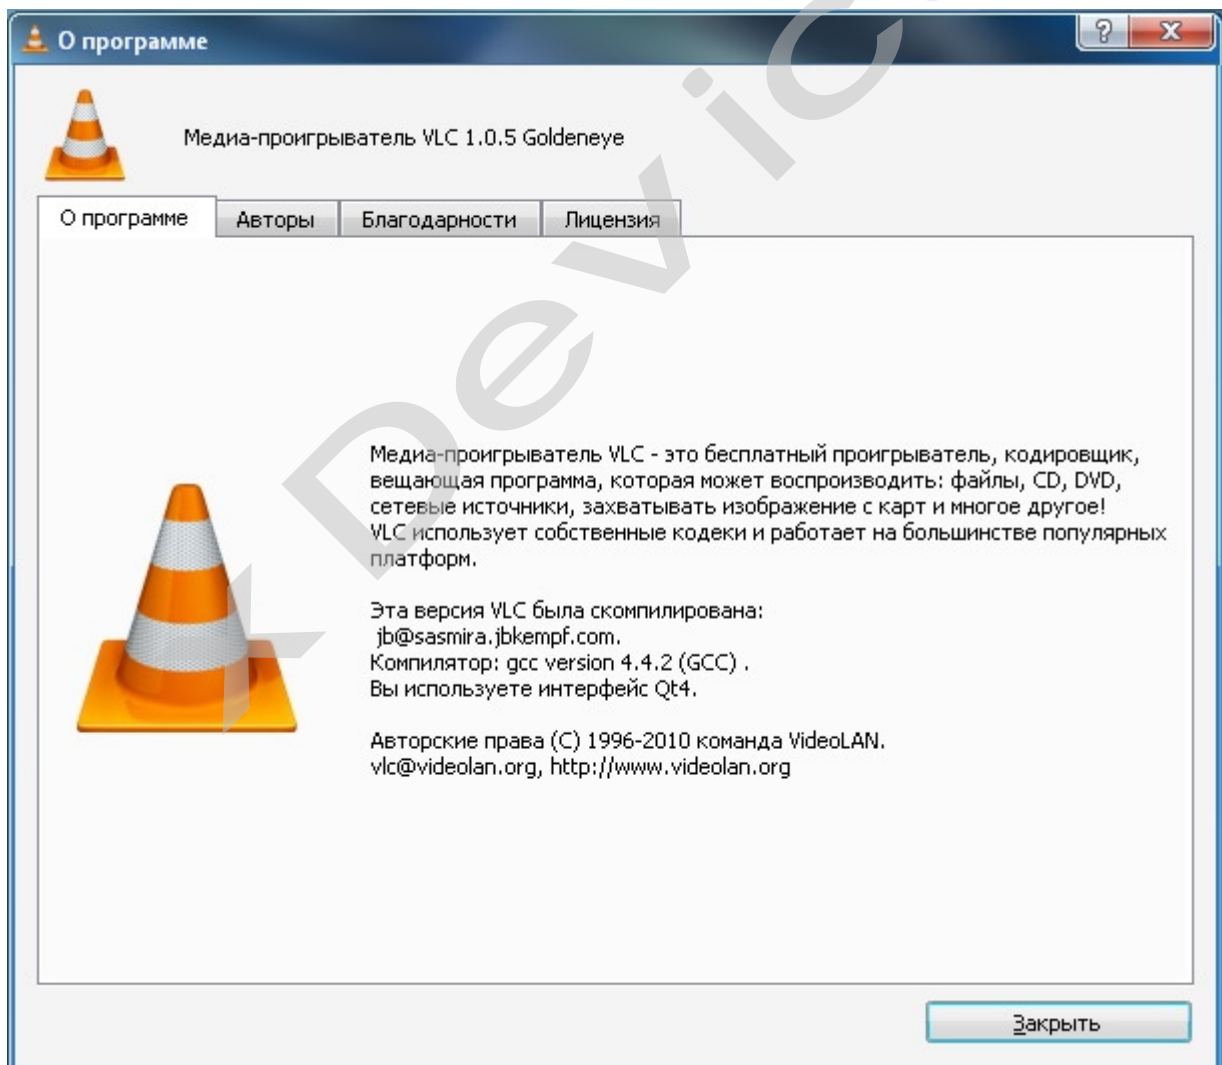 О программе
Медиа-проигрыватель VLC 1.0.5 Goldeneye
О программе
Авторы
Благодарности
Лицензия
Медиа-проигрыватель VLC - это бесплатный проигрыватель, кодировщик,
вещающая программа, которая может воспроизводить: файлы, CD, DVD,
сетевые источники, захватывать изображение с карт и многое другое!
VLC использует собственные кодеки и работает на большинстве популярных
платформ.
Эта версия VLC была скомпилирована:
jb@sasmira.jbkempf.com.
Компилятор: gcc version 4.4.2 (GCC) .
Вы используете интерфейс Qt4.
Авторские права (C) 1996-2010 команда VideoLAN.
vlc@videolan.org, http://www.videolan.org
Закрыть